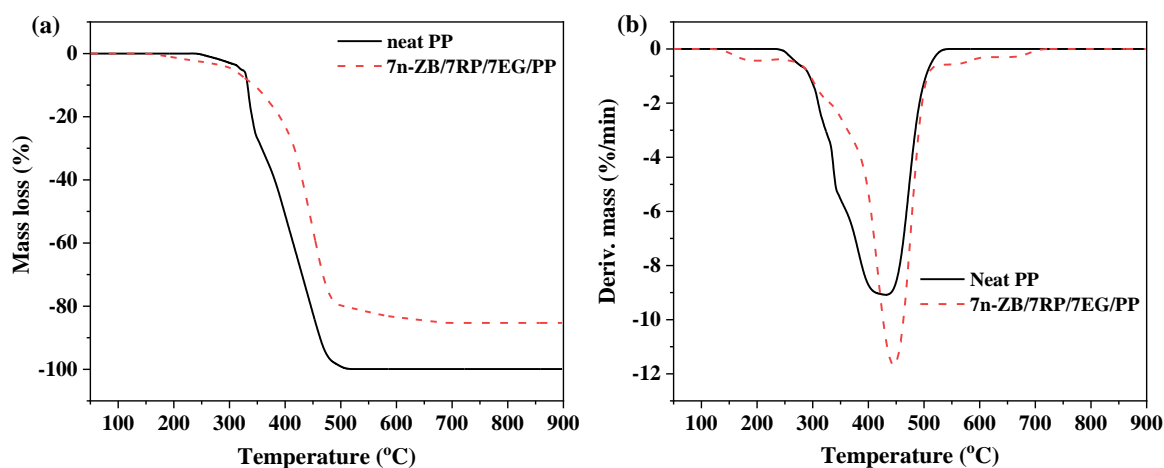 (a)
neat PP
7n-ZB/7RP/7EG/PP
0
-20
-40
-60
-80
-100
Mass loss (%)
100 200 300 400 500 600 700 800 900
Temperature (°C)
(b)
0
-2
-4
-6
-8
-10
-12
Deriv. mass (%/min)
Neat PP
7n-ZB/7RP/7EG/PP
100 200 300 400 500 600 700 800 900
Temperature (°C)